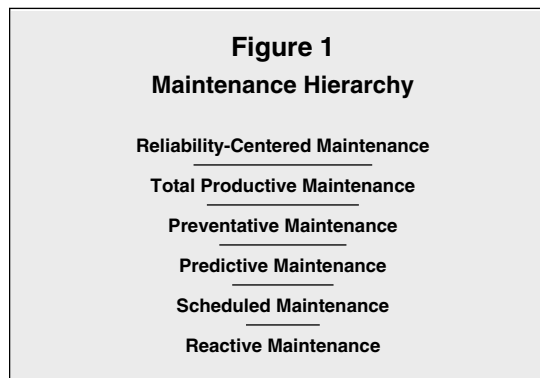 Figure 1
Maintenance Hierarchy
Reliability-Centered Maintenance
Total Productive Maintenance
Preventative Maintenance
Predictive Maintenance
Scheduled Maintenance
Reactive Maintenance